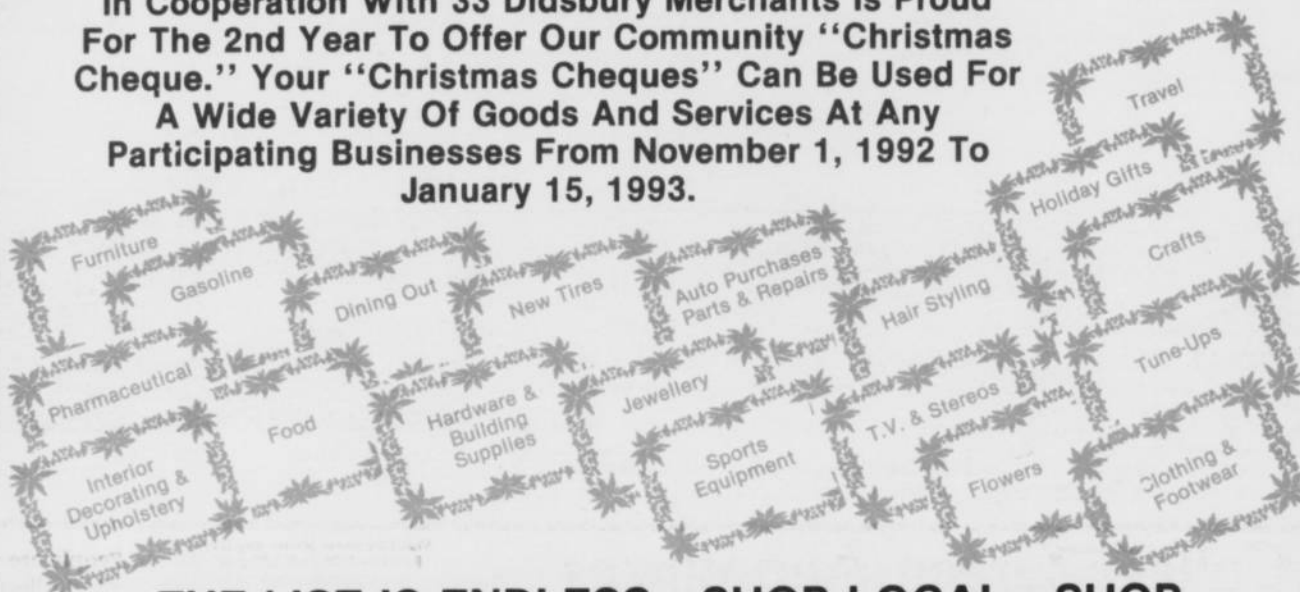 In Cooperation With 33 Didsbury Merchants Is Proud
For The 2nd Year To Offer Our Community "Christmas
Cheque." Your "Christmas Cheques" Can Be Used For
A Wide Variety Of Goods And Services At Any
Participating Businesses From November 1, 1992 To
January 15, 1993.
Travel
Holiday Gifts
Crafts
Furniture
Gasoline
Dining Out
New Tires
Auto Purchases
Parts & Repairs
Hair Styling
Tune-Ups
Pharmaceutical
Food
Hardware &
Building
Supplies
Jewellery
T.V. & Stereos
Interior
Decorating &
Upholstery
Sports
Equipment
Flowers
Clothing &
Footwear
THE LIST IS ENDLESS SHOP LOCAL SHOP